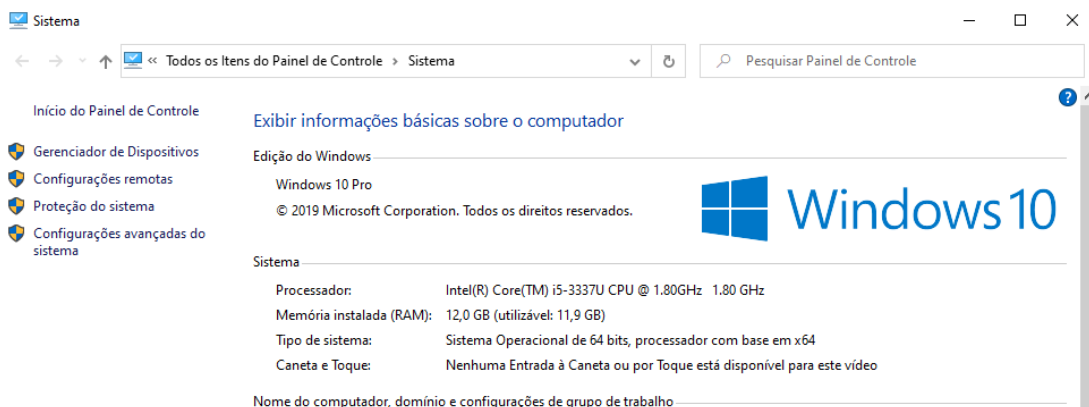 Sistema
« Todos os Itens do Painel de Controle › Sistema
Pesquisar Painel de Controle
Início do Painel de Controle
Gerenciador de Dispositivos
Configurações remotas
Proteção do sistema
Configurações avançadas do
sistema
?
Exibir informações básicas sobre o computador
Edição do Windows
Windows 10 Pro
© 2019 Microsoft Corporation. Todos os direitos reservados.
Windows 10
Sistema
Processador: Intel(R) Core(TM) i5-3337U CPU @ 1.80GHz 1.80 GHz
Memória instalada (RAM): 12,0 GB (utilizável: 11,9 GB)
Tipo de sistema: Sistema Operacional de 64 bits, processador com base em x64
Caneta e Toque: Nenhuma Entrada à Caneta ou por Toque está disponível para este vídeo
Nome do computador, domínio e configurações de grupo de trabalho